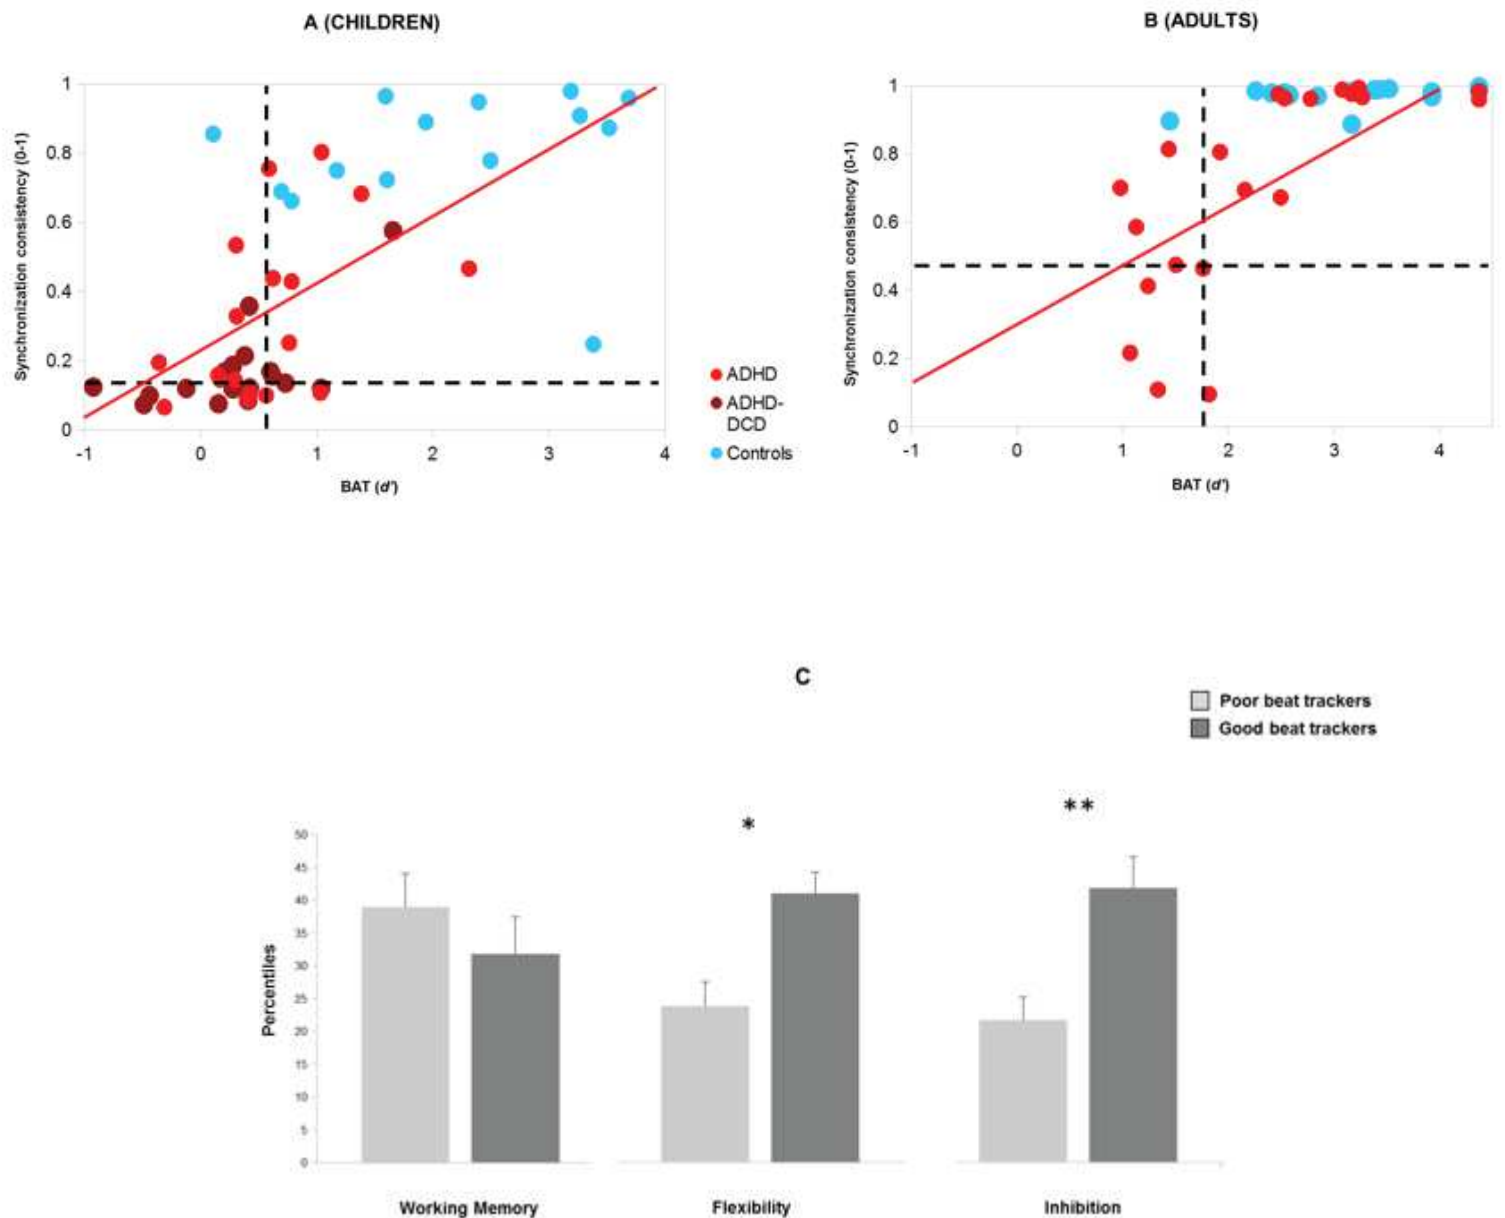 A (CHILDREN)
Synchronization consistency (0-1)
1
0.8
0.6
0.4
0.2
0
-1
0
1
2
3
4
BAT (d')
ADHD
ADHD-
DCD
Controls
B (ADULTS)
Synchronization consistency (0-1)
1
0.8
0.6
0.4
0.2
0
-1
0
1
2
3
4
BAT (d')
C
Poor beat trackers
Good beat trackers
Percentiles
50
45
40
35
30
25
20
15
10
5
0
*
**
Working Memory
Flexibility
Inhibition